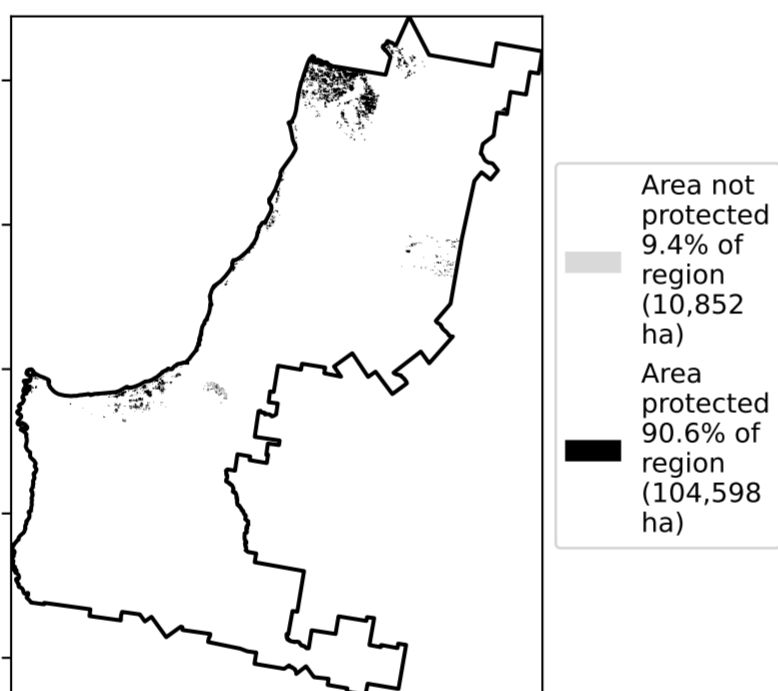 Area not
protected
9.4% of
region
(10,852
ha)
Area
protected
90.6% of
region
(104,598
ha)